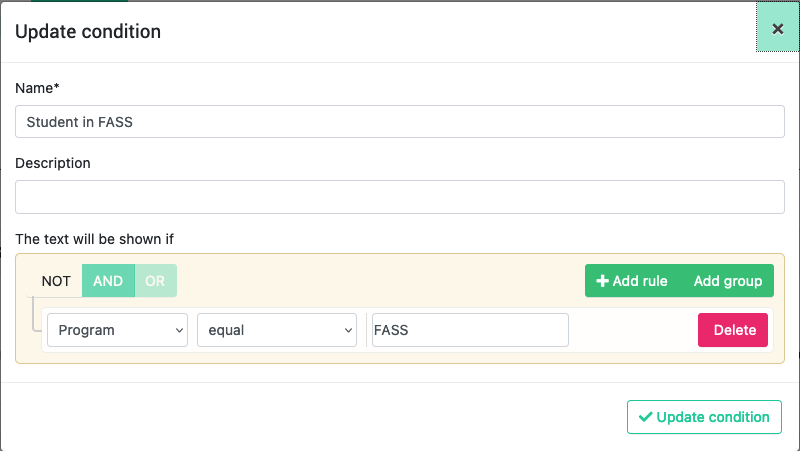 Update condition
Name*
Student in FASS
Description
The text will be shown if
NOT AND OR Add rule Add group
Program equal FASS Delete
Update condition